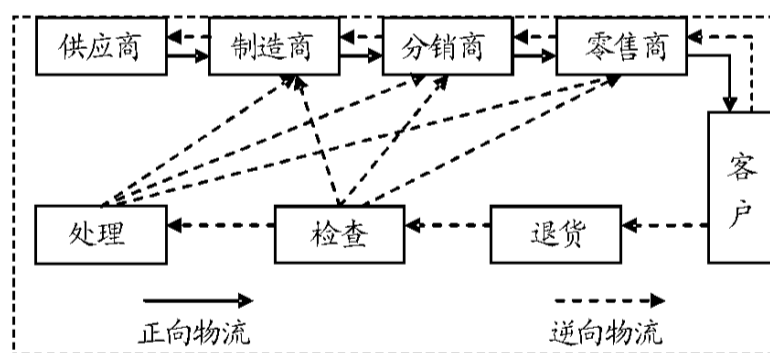 供应商 制造商 分销商 零售商
客户
处理 检查 退货
正向物流 逆向物流